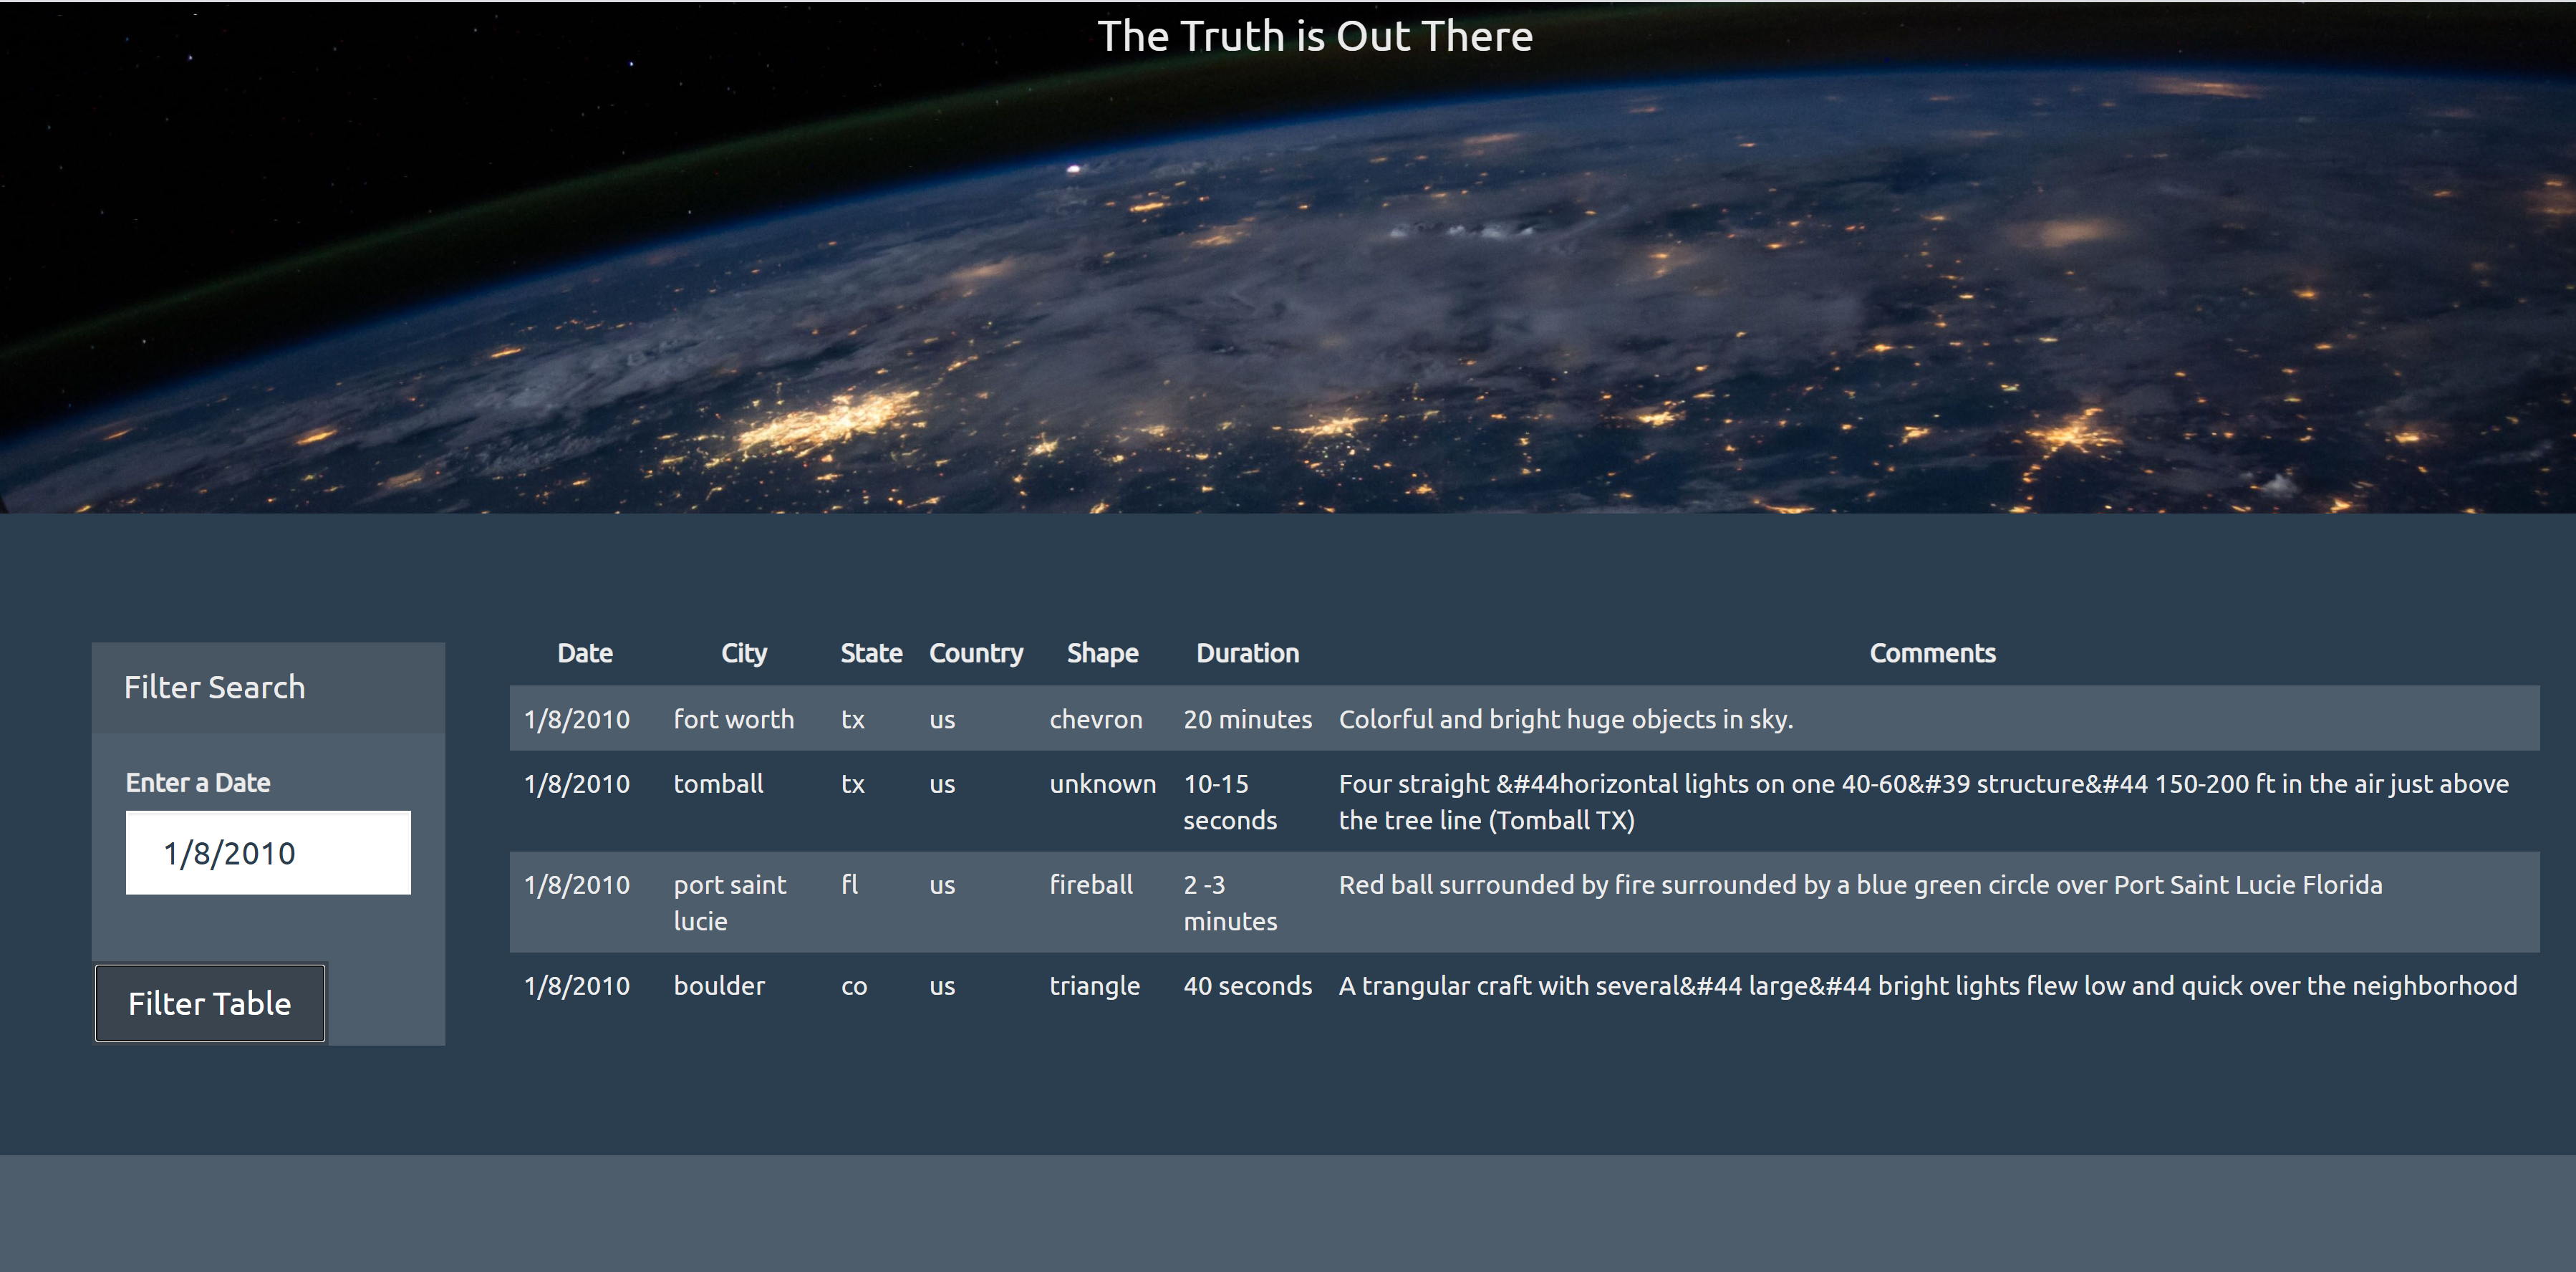 The Truth is Out There
Filter Search
Enter a Date
1/8/2010
Filter Table
Date City State Country Shape Duration Comments
1/8/2010 fort worth tx us chevron 20 minutes Colorful and bright huge objects in sky.
1/8/2010 tomball tx us unknown 10-15 Four straight &#44horizontal lights on one 40-60&#39 structure&#44 150-200 ft in the air just above
seconds the tree line (Tomball TX)
1/8/2010 port saint fl us fireball 2 -3 Red ball surrounded by fire surrounded by a blue green circle over Port Saint Lucie Florida
lucie minutes
1/8/2010 boulder co us triangle 40 seconds A trangular craft with several&#44 large&#44 bright lights flew low and quick over the neighborhood